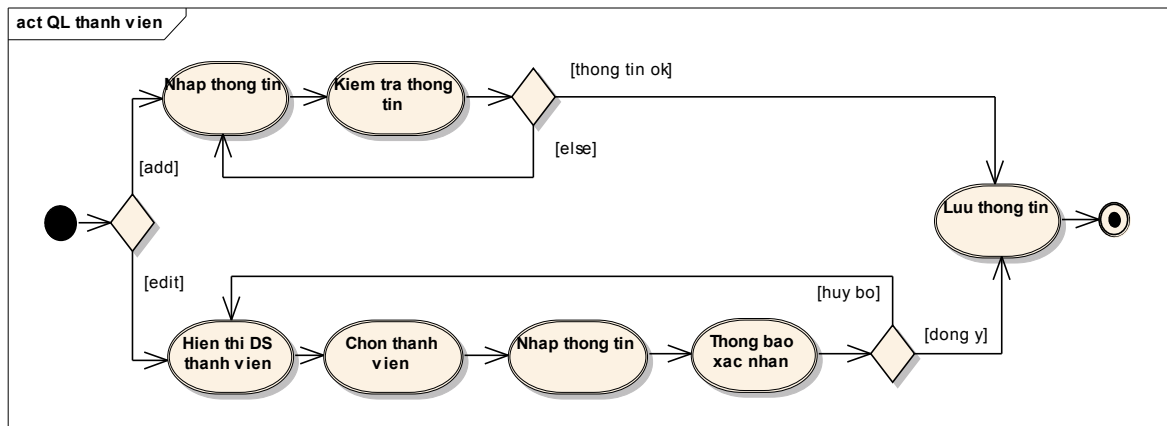 act QL thanh vien
Nhap thong tin
Kiem tra thong
tin
[thong tin ok]
[else]
[add]
Luu thong tin
[edit]
[huy bo]
[dong y]
Hien thi DS
thanh vien
Chon thanh
vien
Nhap thong tin
Thong bao
xac nhan